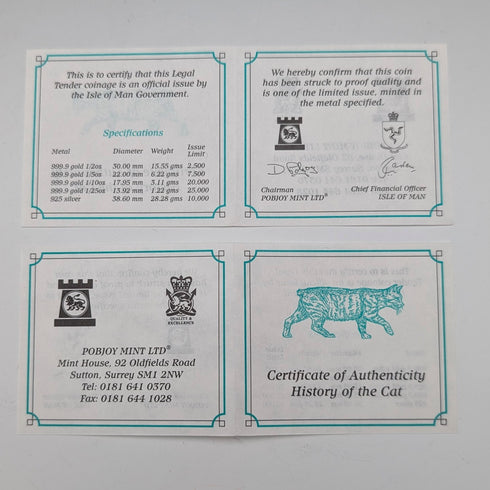 This is to certify that this Legal
Tender coinage is an official issue by
the Isle of Man Government.
Specifications
Metal Diameter Weight Issue Limit
999.9 gold 1/2oz 30.00 mm 15.55 gms 2,500
999.9 gold 1/5oz 22.00 mm 6.22 gms 7,500
999.9 gold 1/10oz 17.95 mm 3.11 gms 20,000
999.9 gold 1/25oz 13.92 mm 1.22 gms 25,000
925 silver 38.60 mm 28.28 gms 10,000
We hereby confirm that this coin
has been struck to proof quality and
is one of the limited issue, minted in
the metal specified.
Chairman
POBJOY MINT LTD®
Chief Financial Officer
ISLE OF MAN
QUALITY &
EXCELLENCE
POBJOY MINT LTD®
Mint House, 92 Oldfields Road
Sutton, Surrey SM1 2NW
Tel: 0181 641 0370
Fax: 0181 644 1028
Certificate of Authenticity
History of the Cat